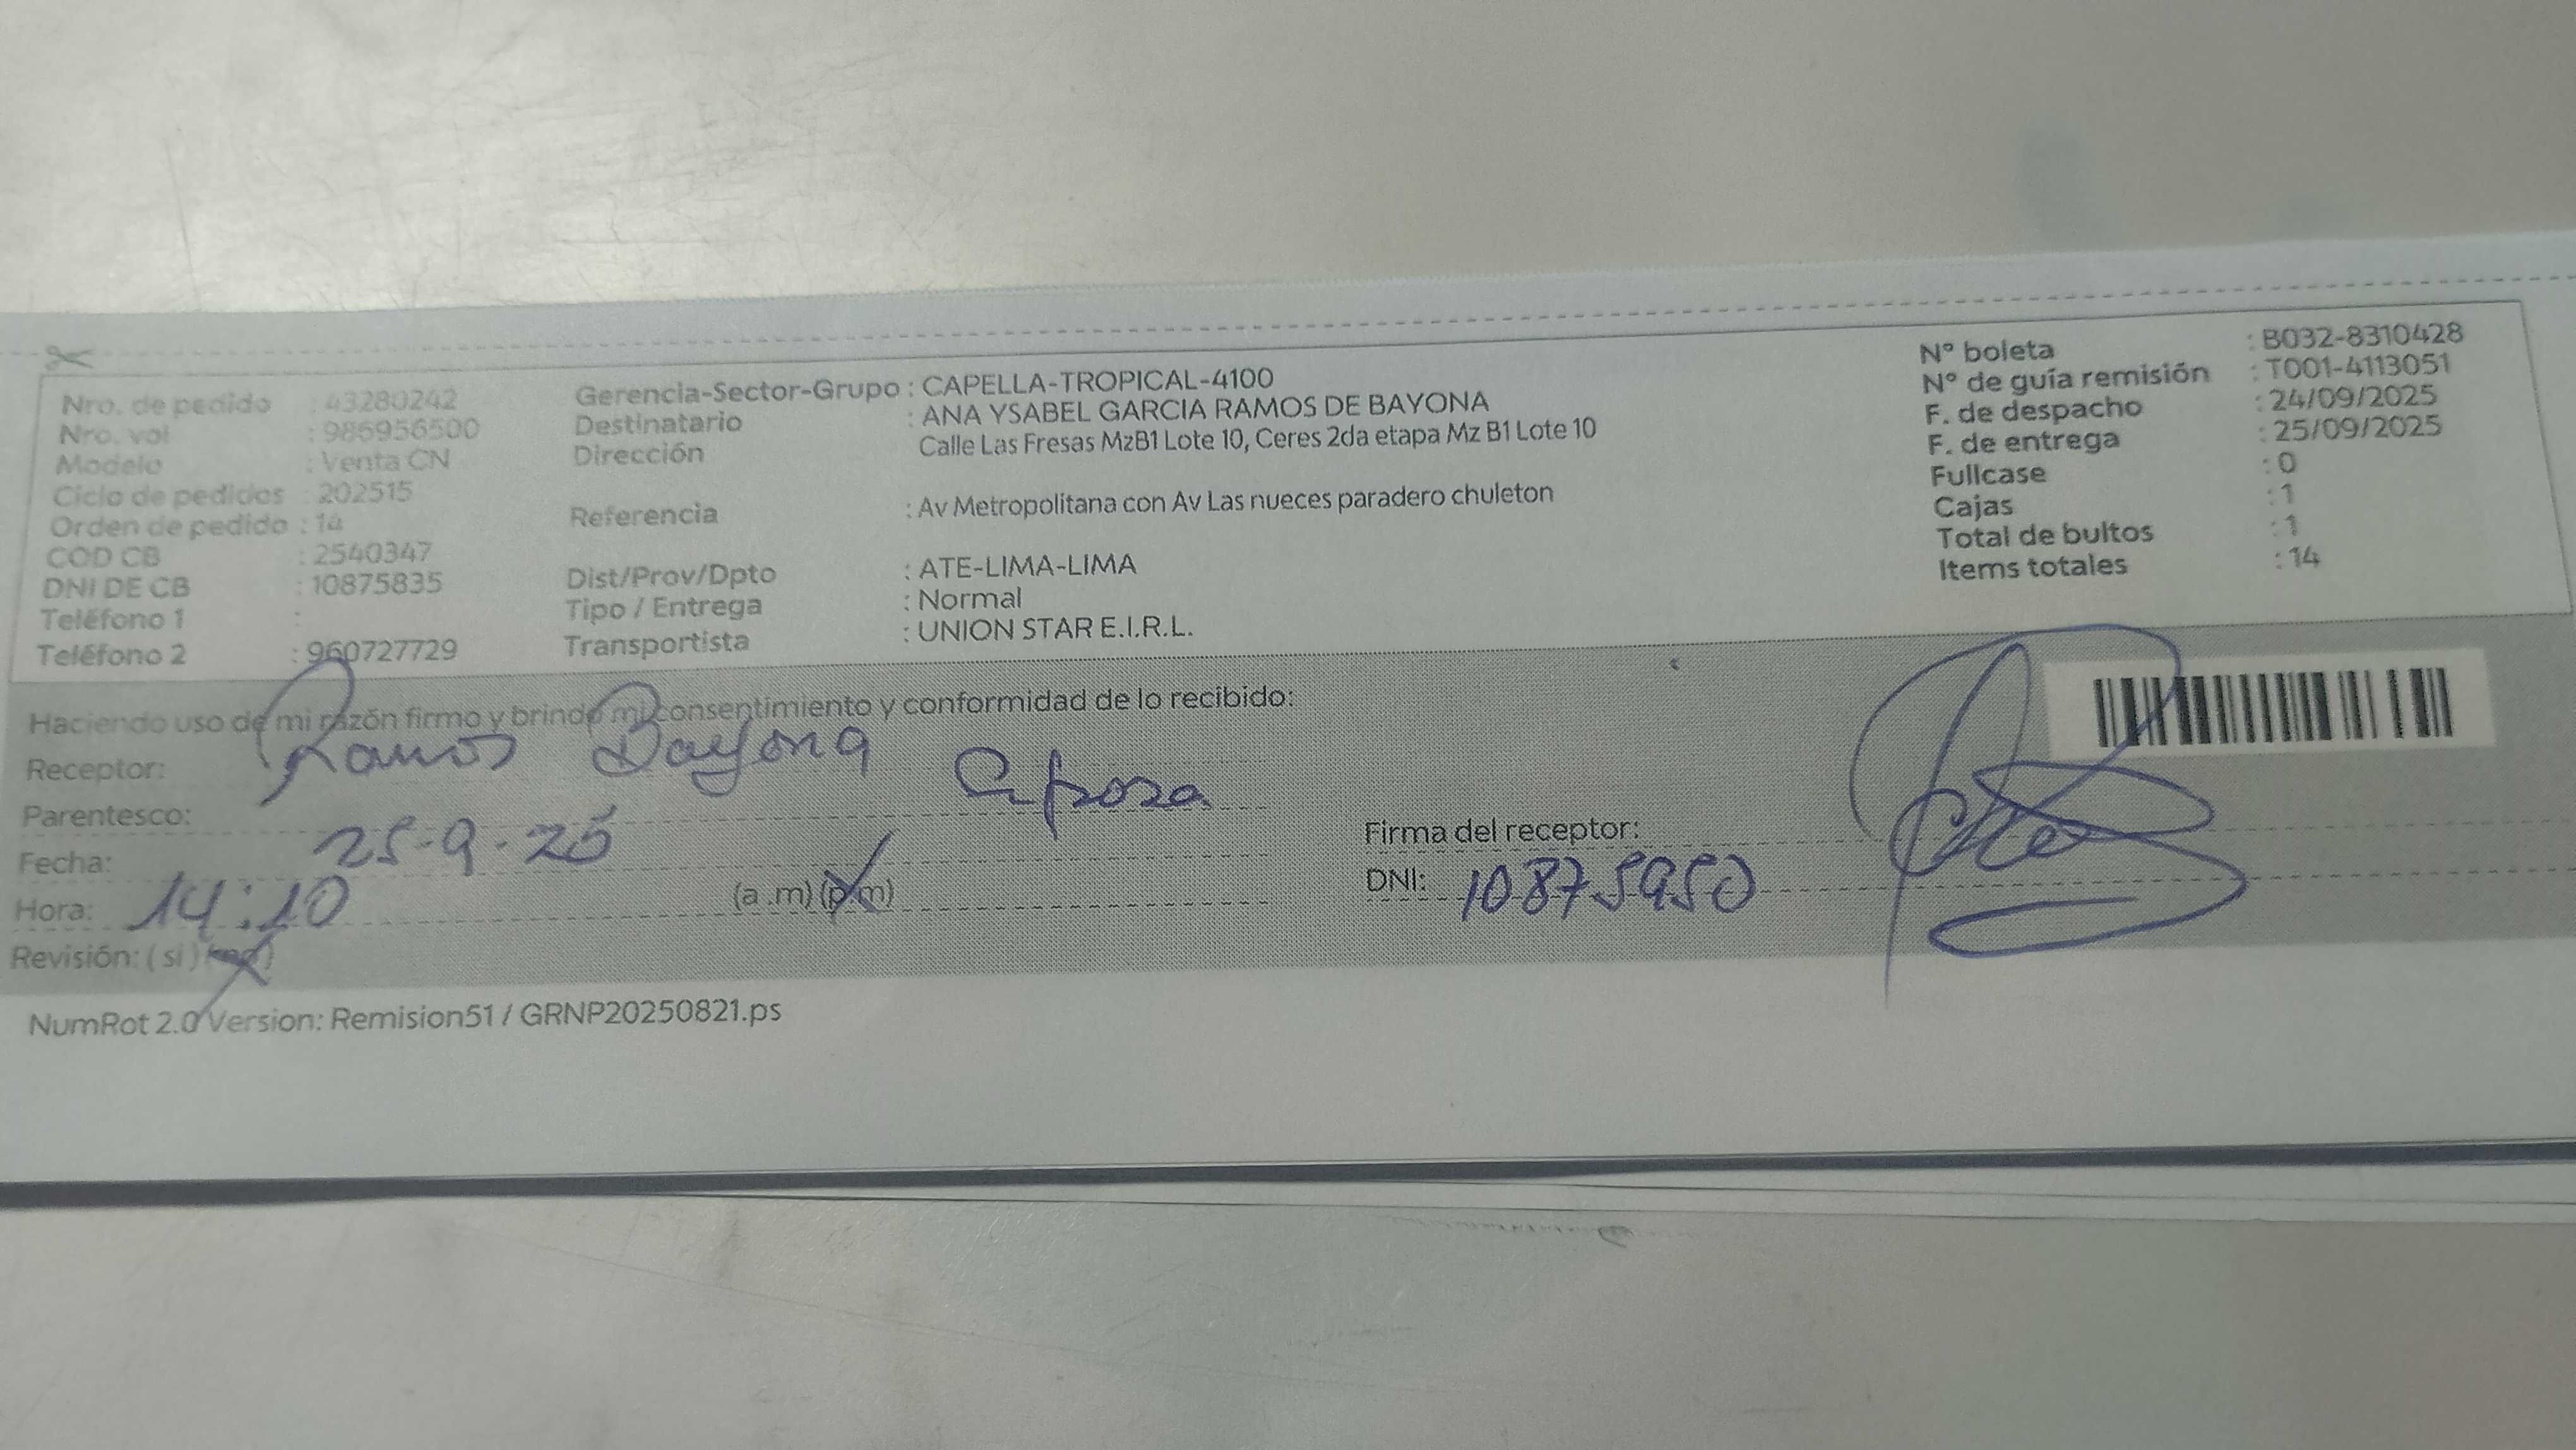 Nro. de pedido : 43280242
Nro. vol : 986956500
Modelo : Venta CN
Ciclo de pedidos : 202515
Orden de pedido : 1a
COD CB : 2540347
DNI DE CB : 10875835
Teléfono 1 :
Teléfono 2 : 960727729
Gerencia-Sector-Grupo : CAPELLA-TROPICAL-4100
Destinatario : ANA YSABEL GARCIA RAMOS DE BAYONA
Dirección Calle Las Fresas MzB1 Lote 10, Ceres 2da etapa Mz B1 Lote 10
Referencia : Av Metropolitana con Av Las nueces paradero chuleton
Dist/Prov/Dpto : ATE-LIMA-LIMA
Tipo / Entrega : Normal
Transportista : UNION STAR E.I.R.L.
N° boleta : B032-8310428
N° de guía remisión : T001-4113051
F. de despacho : 24/09/2025
F. de entrega : 25/09/2025
Fullcase : 0
Cajas : 1
Total de bultos : 1
Items totales : 14
Haciendo uso de mi razón firmo y brindo mi consentimiento y conformidad de lo recibido:
Receptor: Ramos Bayona
Parentesco: Esposa
Fecha: 25-9-25
Hora: 14:10 (a .m) (p.m)
Revisión: ( si ) (no)
Firma del receptor:
DNI: 10875950
NumRot 2.0 Version: Remision51 / GRNP20250821.ps